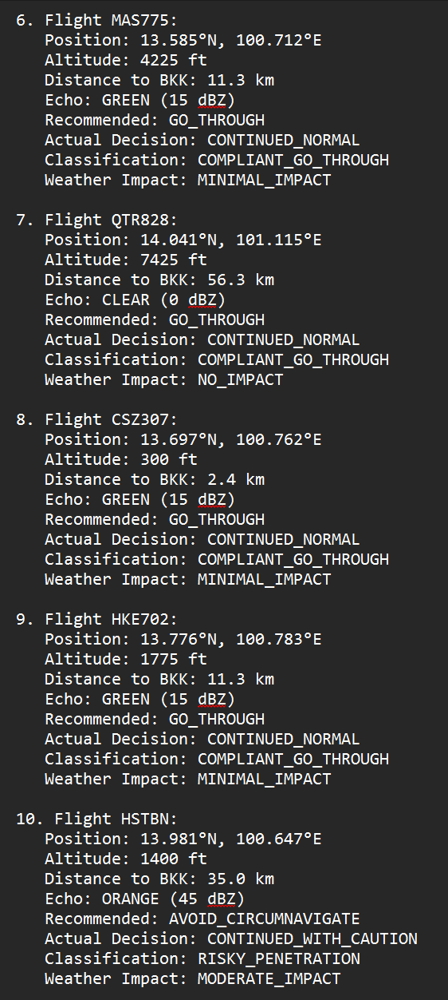 6. Flight MAS775:
Position: 13.585°N, 100.712°E
Altitude: 4225 ft
Distance to BKK: 11.3 km
Echo: GREEN (15 dBZ)
Recommended: GO_THROUGH
Actual Decision: CONTINUED_NORMAL
Classification: COMPLIANT_GO_THROUGH
Weather Impact: MINIMAL_IMPACT
7. Flight QTR828:
Position: 14.041°N, 101.115°E
Altitude: 7425 ft
Distance to BKK: 56.3 km
Echo: CLEAR (0 dBZ)
Recommended: GO_THROUGH
Actual Decision: CONTINUED_NORMAL
Classification: COMPLIANT_GO_THROUGH
Weather Impact: NO_IMPACT
8. Flight CSZ307:
Position: 13.697°N, 100.762°E
Altitude: 300 ft
Distance to BKK: 2.4 km
Echo: GREEN (15 dBZ)
Recommended: GO_THROUGH
Actual Decision: CONTINUED_NORMAL
Classification: COMPLIANT_GO_THROUGH
Weather Impact: MINIMAL_IMPACT
9. Flight HKE702:
Position: 13.776°N, 100.783°E
Altitude: 1775 ft
Distance to BKK: 11.3 km
Echo: GREEN (15 dBZ)
Recommended: GO_THROUGH
Actual Decision: CONTINUED_NORMAL
Classification: COMPLIANT_GO_THROUGH
Weather Impact: MINIMAL_IMPACT
10. Flight HSTBN:
Position: 13.981°N, 100.647°E
Altitude: 1400 ft
Distance to BKK: 35.0 km
Echo: ORANGE (45 dBZ)
Recommended: AVOID_CIRCUMNAVIGATE
Actual Decision: CONTINUED_WITH_CAUTION
Classification: RISKY_PENETRATION
Weather Impact: MODERATE_IMPACT